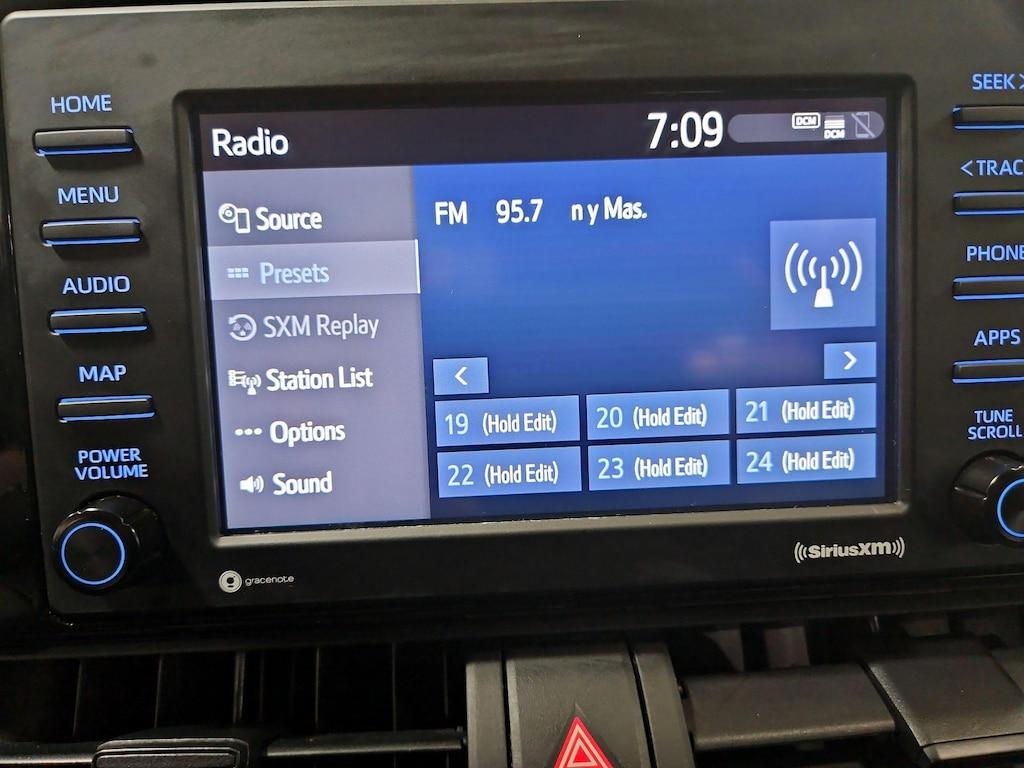 HOME
MENU
AUDIO
MAP
POWER
VOLUME
Radio
7:09
DCM
DCM
Source
Presets
SXM Replay
Station List
Options
Sound
FM 95.7 n y Mas.
<
>
19 (Hold Edit) 20 (Hold Edit) 21 (Hold Edit)
22 (Hold Edit) 23 (Hold Edit) 24 (Hold Edit)
gracenote
SiriusXM
SEEK >
< TRAC
PHONE
APPS
TUNE
SCROLL